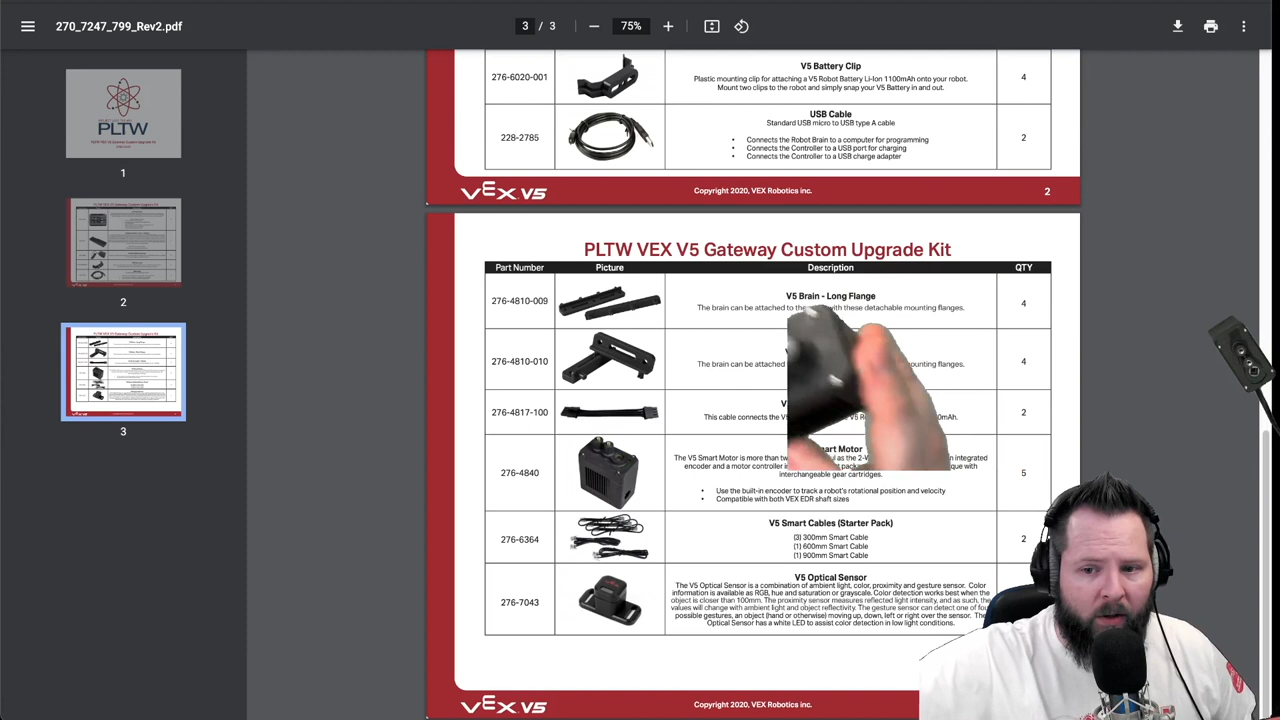 270_7247_799_Rev2.pdf
3 / 3
75%
PLTW
1
2
3
276-6020-001
V5 Battery Clip
Plastic mounting clip for attaching a V5 Robot Battery Li-Ion 1100mAh onto your robot.
Mount two clips to the robot and simply snap your V5 Battery in and out.
4
228-2785
USB Cable
Standard USB micro to USB type A cable
• Connects the Robot Brain to a computer for programming
• Connects the Controller to a USB port for charging
• Connects the Controller to a USB charge adapter
2
VEX V5
Copyright 2020, VEX Robotics inc.
2
PLTW VEX V5 Gateway Custom Upgrade Kit
Part Number Picture Description QTY
276-4810-009
V5 Brain - Long Flange
The brain can be attached to the with these detachable mounting flanges.
4
276-4810-010
The brain can be attached ounting flanges.
4
276-4817-100
This cable connects the
2
276-4840
Motor
The V5 Smart Motor is more than as the integrated
encoder and a motor controller with
interchangeable gear cartridges.
• Use the built-in encoder to track a robot's rotational position and velocity
• Compatible with both VEX EDR shaft sizes
5
276-6364
V5 Smart Cables (Starter Pack)
(3) 300mm Smart Cable
(1) 600mm Smart Cable
(1) 900mm Smart Cable
2
276-7043
V5 Optical Sensor
The V5 Optical Sensor is a combination of ambient light, color, proximity and gesture sensor. Color
information is available as RGB, hue and saturation or grayscale. Color detection works best when the
object is closer than 100mm. The proximity sensor measures reflected light intensity, and as such, the
values will change with ambient light and object reflectivity. The gesture sensor can detect one of four
possible gestures, an object (hand or otherwise) moving up, down, left or right over the sensor. The
Optical Sensor has a white LED to assist color detection in low light conditions.
VEX V5
Copyright 2020, VEX Robotics inc.